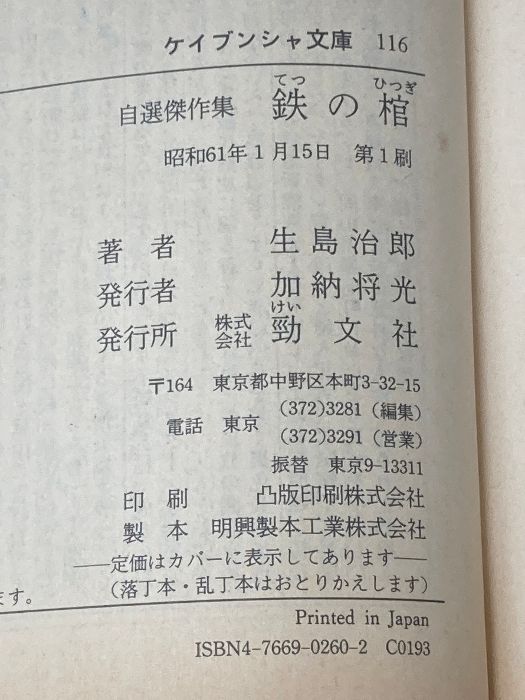 ケイブンシャ文庫 116
自選傑作集 鉄の棺
てつ ひつぎ
昭和61年1月15日 第1刷
著者 生島治郎
発行者 加納将光
発行所 株式会社 勁文社
けい
〒164 東京都中野区本町3-32-15
電話 東京 (372)3281(編集)
(372)3291(営業)
振替 東京9-13311
印刷 凸版印刷株式会社
製本 明興製本工業株式会社
──定価はカバーに表示してあります──
(落丁本・乱丁本はおとりかえします)
ます。
Printed in Japan
ISBN4-7669-0260-2 C0193